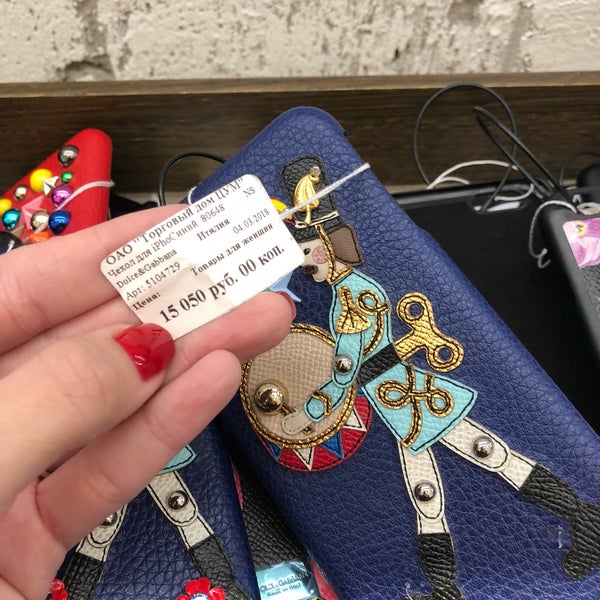 ОАО "Торговый дом ЦУМ"
Чехол для iPhoСиний 80648 N8
Dolce&Gabbana Италия 04.03.2018
Арт: 5104729 Товары для женщин
Цена:
15 050 руб. 00 коп.